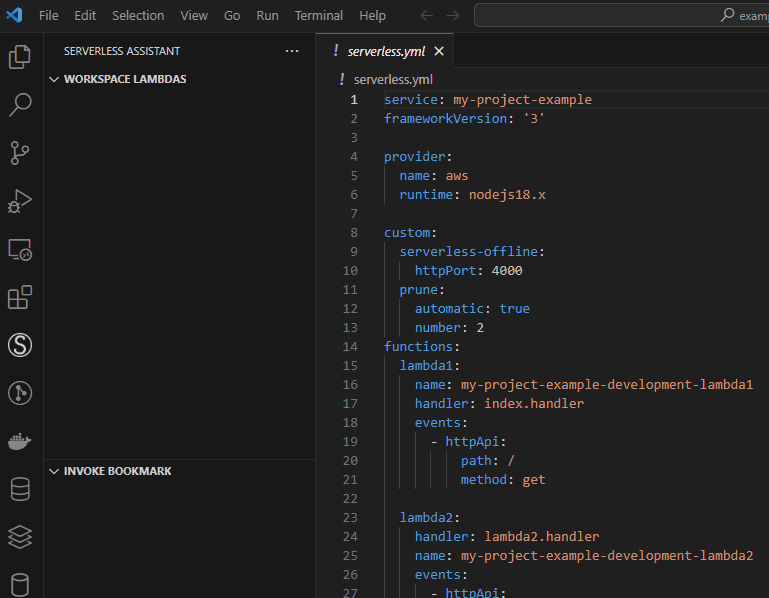 File Edit Selection View Go Run Terminal Help
SERVERLESS ASSISTANT
WORKSPACE LAMBDAS
INVOKE BOOKMARK
! serverless.yml
! serverless.yml
1 service: my-project-example
2 frameworkVersion: '3'
3
4 provider:
5   name: aws
6   runtime: nodejs18.x
7
8 custom:
9   serverless-offline:
10     httpPort: 4000
11   prune:
12     automatic: true
13     number: 2
14 functions:
15   lambda1:
16     name: my-project-example-development-lambda1
17     handler: index.handler
18     events:
19       - httpApi:
20           path: /
21           method: get
22
23   lambda2:
24     handler: lambda2.handler
25     name: my-project-example-development-lambda2
26     events:
27       - httpApi: